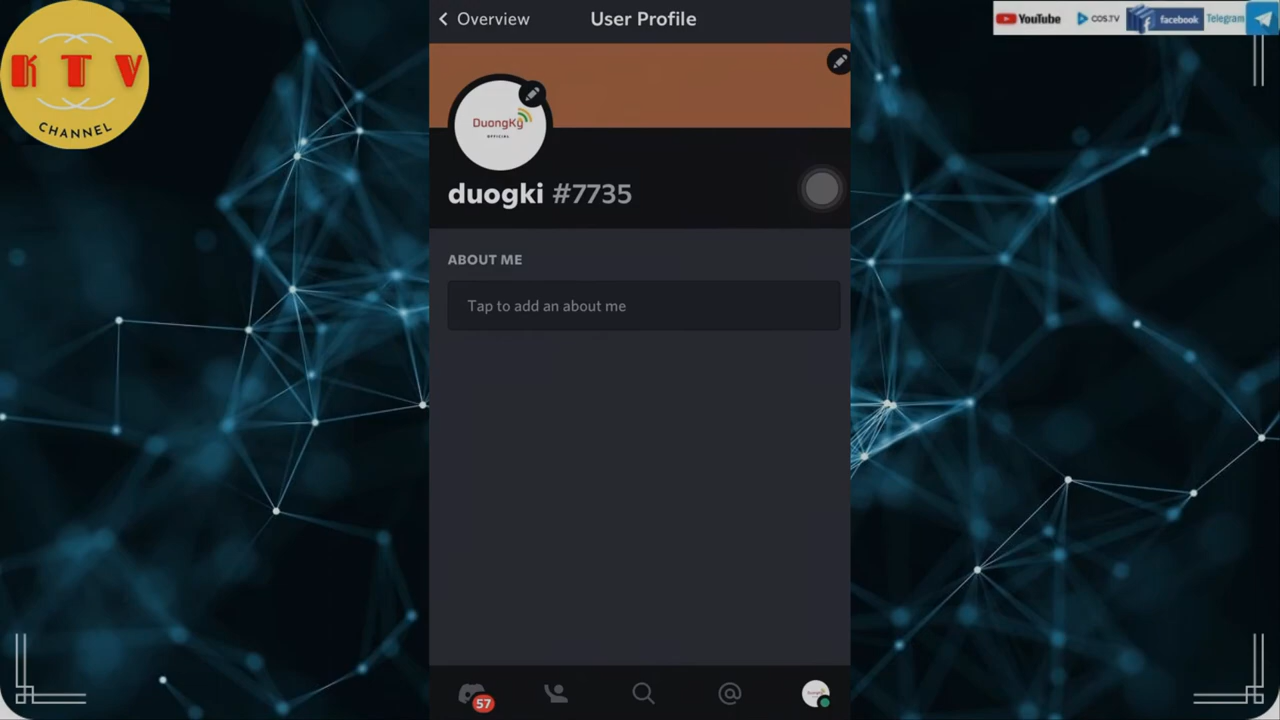 K T V
CHANNEL
YouTube
COS.TV
facebook
Telegram
Overview
User Profile
DuongKg
OFFICIAL
duogki #7735
ABOUT ME
Tap to add an about me
57